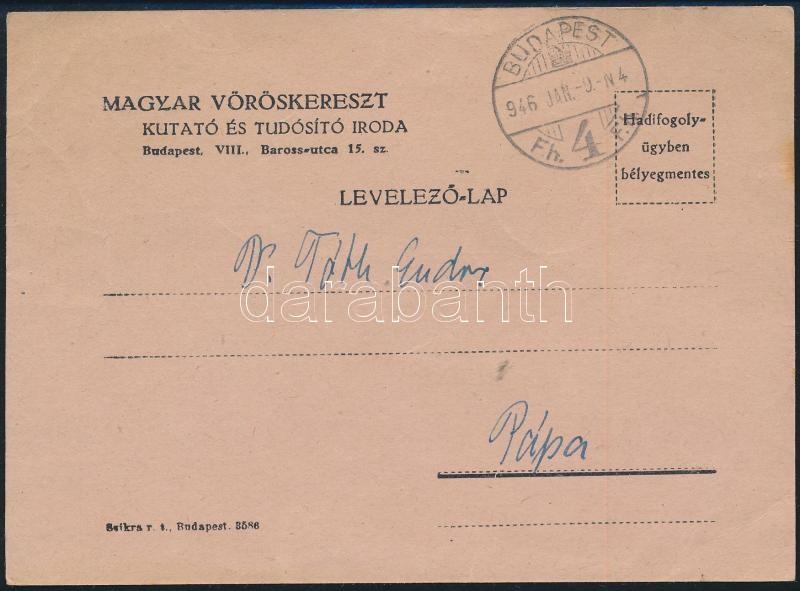 BUDAPEST
946 JAN.-9.-N4
Fh. 4
MAGYAR VÖRÖSKERESZT
KUTATÓ ÉS TUDÓSÍTÓ IRODA
Budapest, VIII., Baross-utca 15. sz.
Hadifogoly-
ügyben
bélyegmentes
LEVELEZŐ-LAP
Dr. Tóth Endre
darabanth
Pápa
Szikra r. t., Budapest. 3586